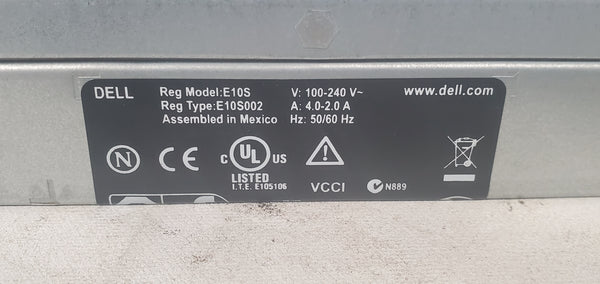 DELL
Reg Model:E10S
Reg Type:E10S002
Assembled in Mexico
V: 100-240 V~
A: 4.0-2.0 A
Hz: 50/60 Hz
www.dell.com
N
CE
C UL US
LISTED
I.T.E. E105106
VCCI
N889